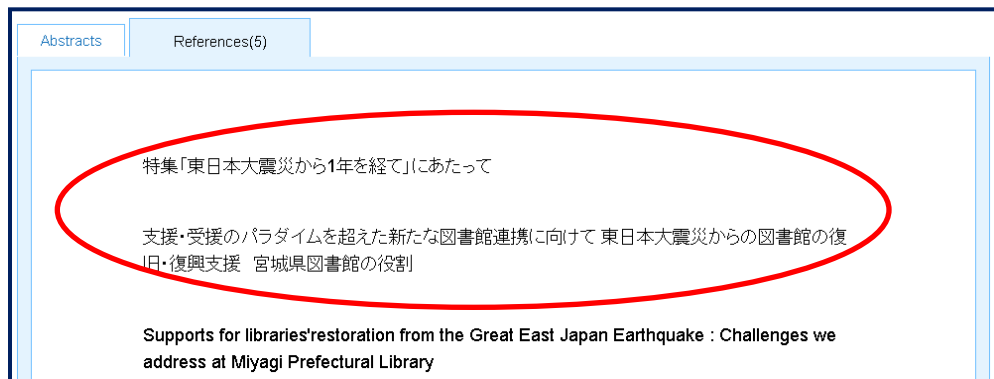 Abstracts
References(5)
特集「東日本大震災から1年を経て」にあたって
支援・受援のパラダイムを超えた新たな図書館連携に向けて 東日本大震災からの図書館の復
旧・復興支援　宮城県図書館の役割
Supports for libraries'restoration from the Great East Japan Earthquake : Challenges we
address at Miyagi Prefectural Library